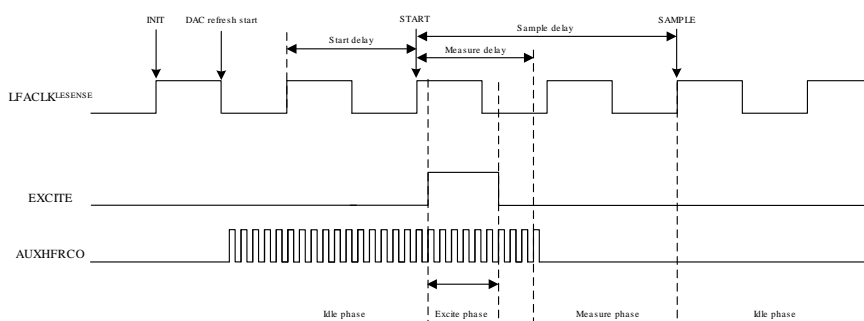 INIT
DAC refresh start
START
SAMPLE
Start delay
Sample delay
Measure delay
LFACLKLESENSE
EXCITE
AUXHFRCO
Idle phase
Excite phase
Measure phase
Idle phase